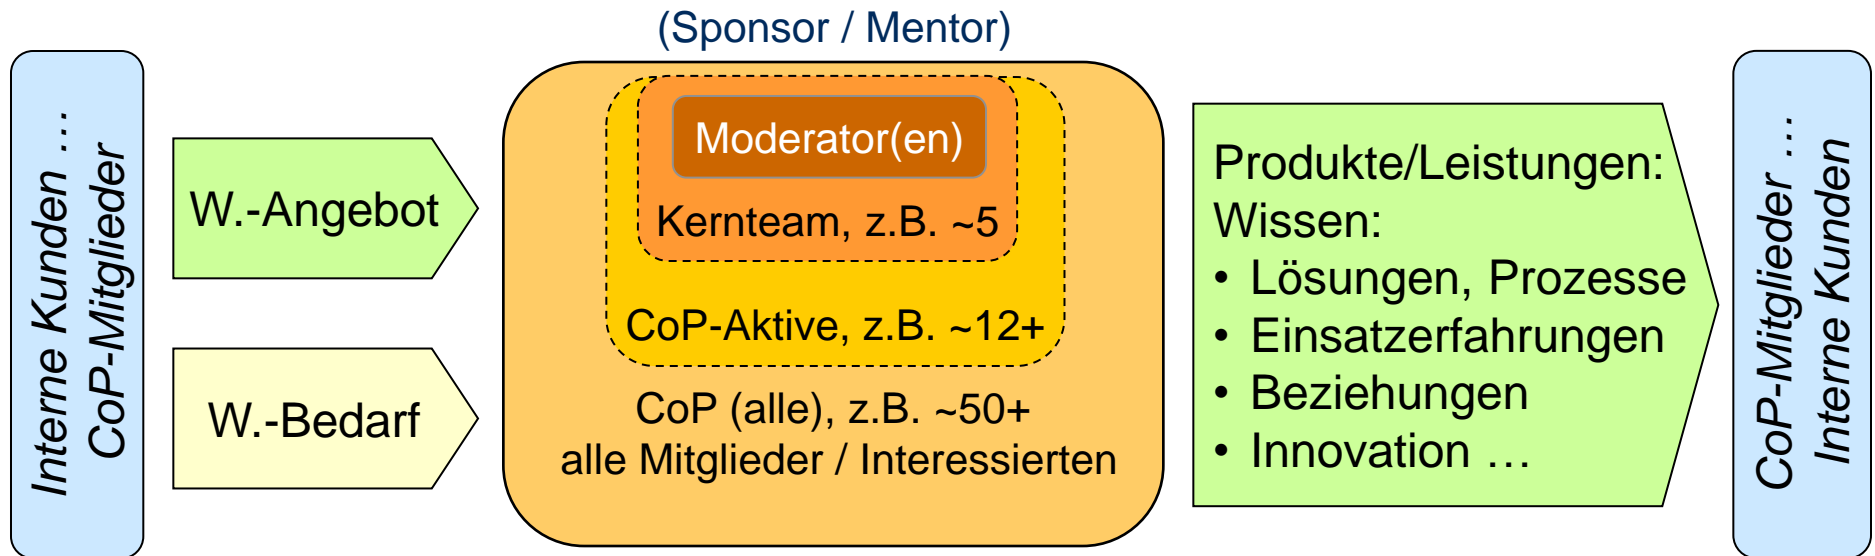 (Sponsor / Mentor)
Interne Kunden …
CoP-Mitglieder
W.-Angebot
W.-Bedarf
Moderator(en)
Kernteam, z.B. ~5
CoP-Aktive, z.B. ~12+
CoP (alle), z.B. ~50+
alle Mitglieder / Interessierten
Produkte/Leistungen:
Wissen:
• Lösungen, Prozesse
• Einsatzerfahrungen
• Beziehungen
• Innovation …
CoP-Mitglieder …
Interne Kunden